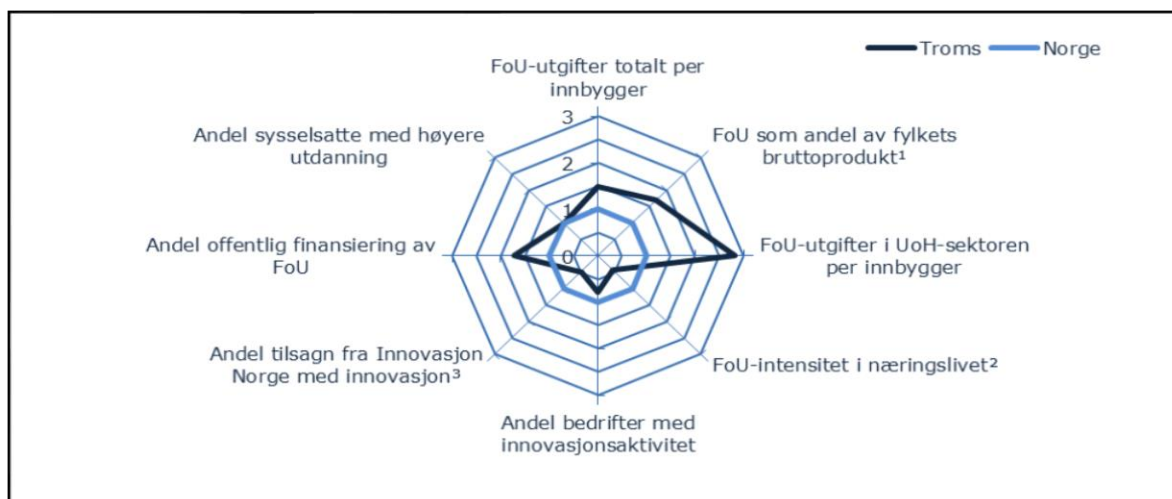 Troms Norge
FoU-utgifter totalt per
innbygger
FoU som andel av fylkets
bruttoprodukt¹
FoU-utgifter i UoH-sektoren
per innbygger
FoU-intensitet i næringslivet²
Andel bedrifter med
innovasjonsaktivitet
Andel tilsagn fra Innovasjon
Norge med innovasjon³
Andel offentlig finansiering av
FoU
Andel sysselsatte med høyere
utdanning
3
2
1
0